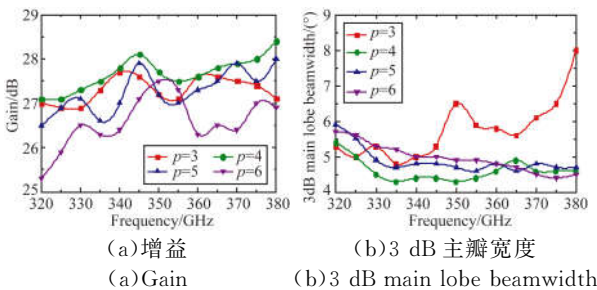 29
28
27
26
25
Gain/dB
p=3
p=4
p=5
p=6
320 330 340 350 360 370 380
Frequency/GHz
(a)增益
(a)Gain
9
8
7
6
5
4
3dB main lobe beamwidth/(°)
p=3
p=4
p=5
p=6
320 330 340 350 360 370 380
Frequency/GHz
(b)3 dB 主瓣宽度
(b)3 dB main lobe beamwidth